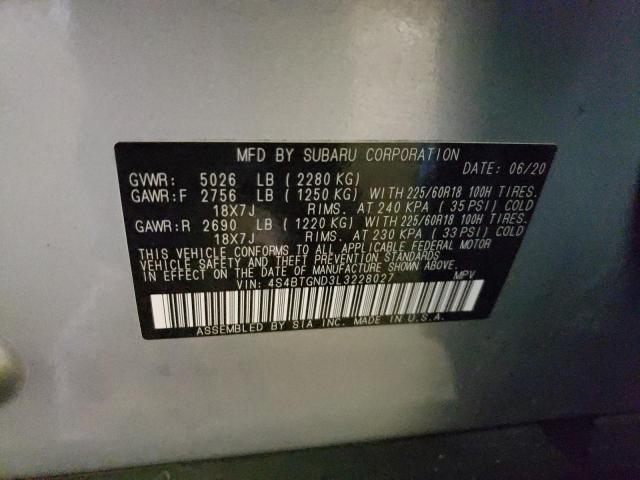 MFD BY SUBARU CORPORATION
DATE: 06/20
GVWR: 5026 LB ( 2280 KG)
GAWR:F 2756 LB ( 1250 KG) WITH 225/60R18 100H TIRES.
18X7J RIMS. AT 240 KPA ( 35 PSI) COLD
GAWR:R 2690 LB ( 1220 KG) WITH 225/60R18 100H TIRES.
18X7J RIMS. AT 230 KPA ( 33 PSI) COLD
THIS VEHICLE CONFORMS TO ALL APPLICABLE FEDERAL MOTOR
VEHICLE SAFETY AND THEFT PREVENTION STANDARDS
IN EFFECT ON THE DATE OF MANUFACTURE SHOWN ABOVE.
VIN: 4S4BTGND3L3228027 MPV
ASSEMBLED BY SIA INC. MADE IN U.S.A.